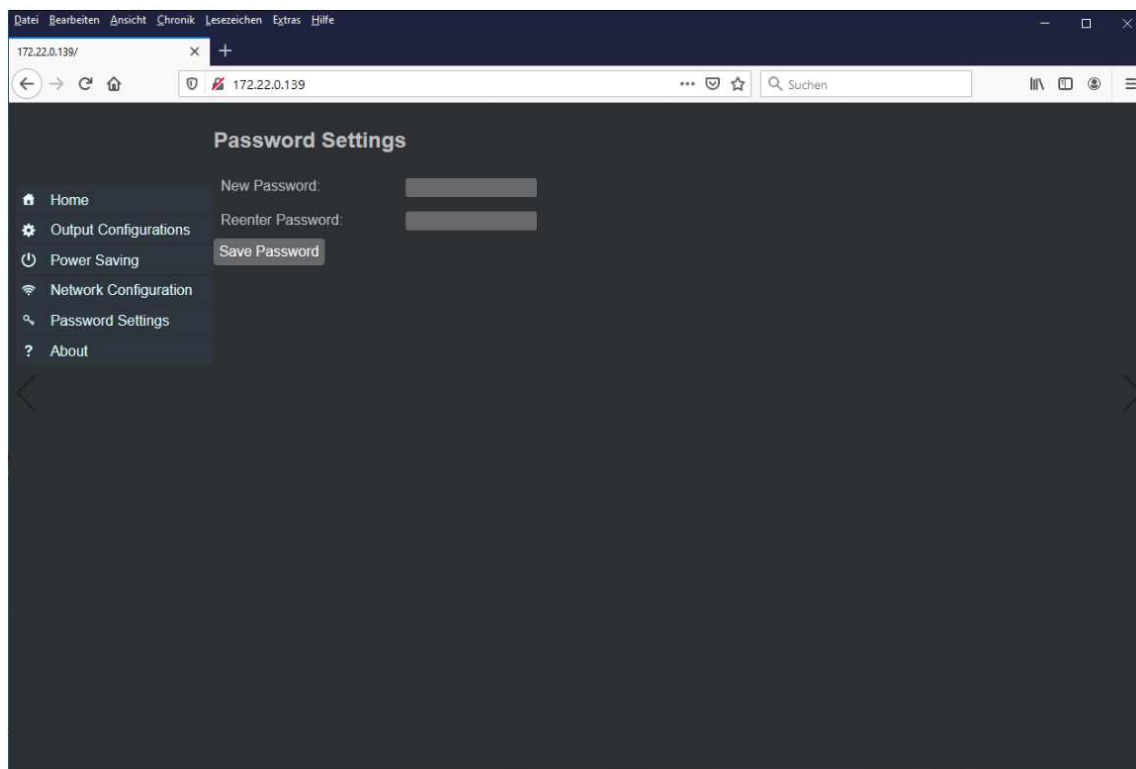 Datei Bearbeiten Ansicht Chronik Lesezeichen Extras Hilfe
172.22.0.139/
172.22.0.139
Suchen
Password Settings
New Password:
Reenter Password:
Save Password
Home
Output Configurations
Power Saving
Network Configuration
Password Settings
? About